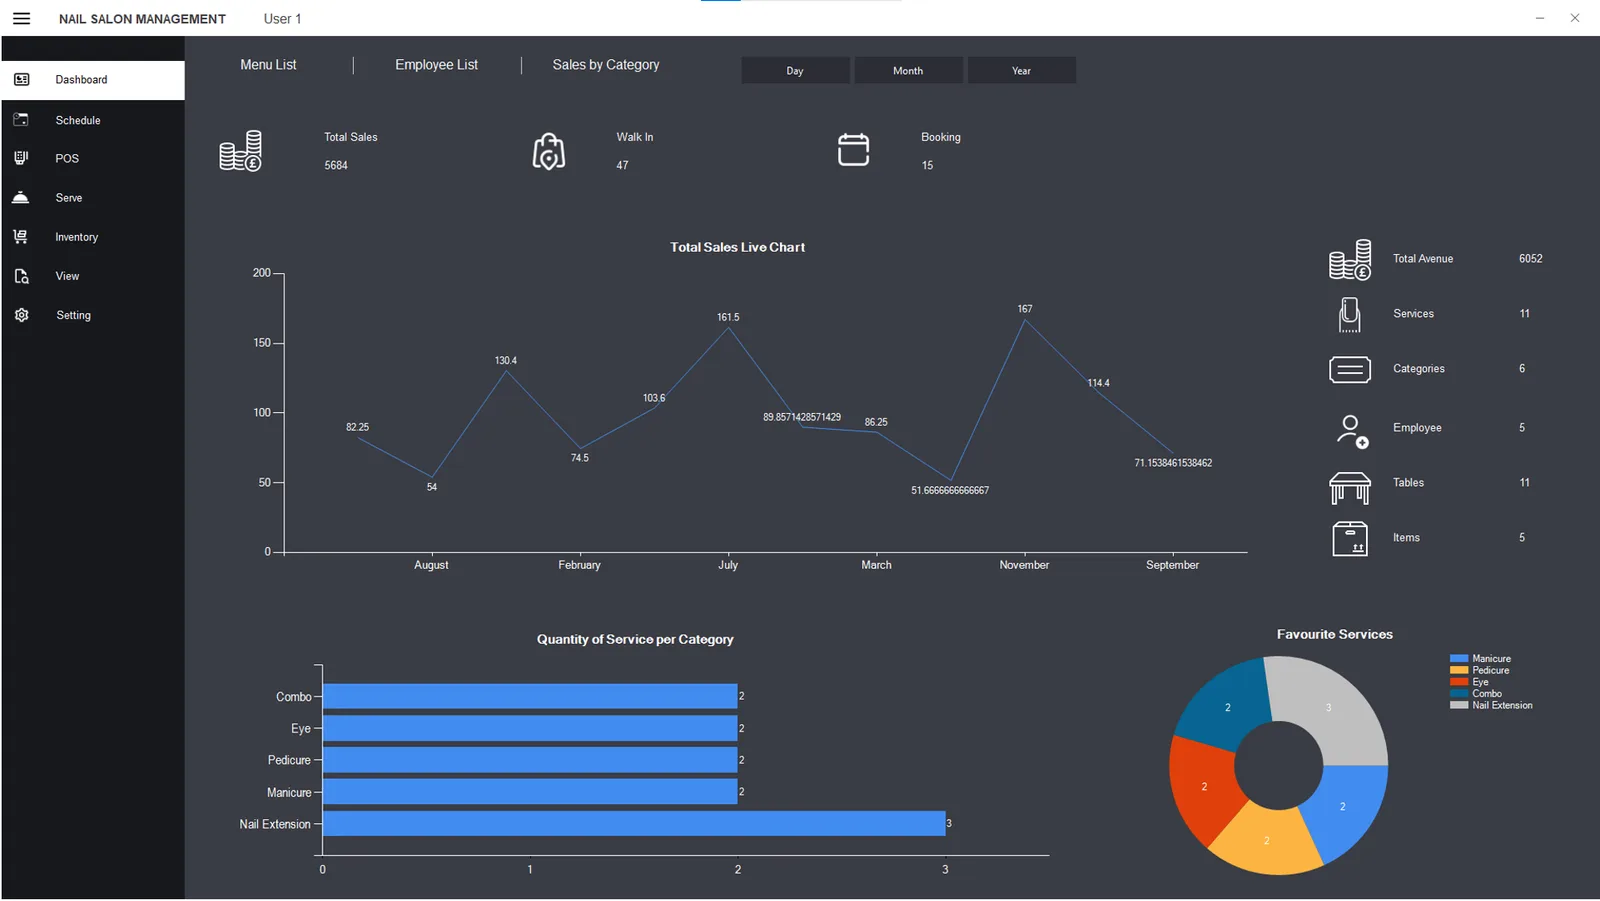 NAIL SALON MANAGEMENT
User 1
Dashboard
Schedule
POS
Serve
Inventory
View
Setting
Menu List
Employee List
Sales by Category
Day
Month
Year
Total Sales
5684
Walk In
47
Booking
15
Total Sales Live Chart
200
150
100
50
0
82.25
54
130.4
74.5
103.6
161.5
89.8571428571429
86.25
51.6666666666667
167
114.4
71.1538461538462
August
February
July
March
November
September
Total Avenue 6052
Services 11
Categories 6
Employee 5
Tables 11
Items 5
Quantity of Service per Category
Combo 2
Eye 2
Pedicure 2
Manicure 2
Nail Extension 3
0 1 2 3
Favourite Services
Manicure
Pedicure
Eye
Combo
Nail Extension
2
3
2
2
2